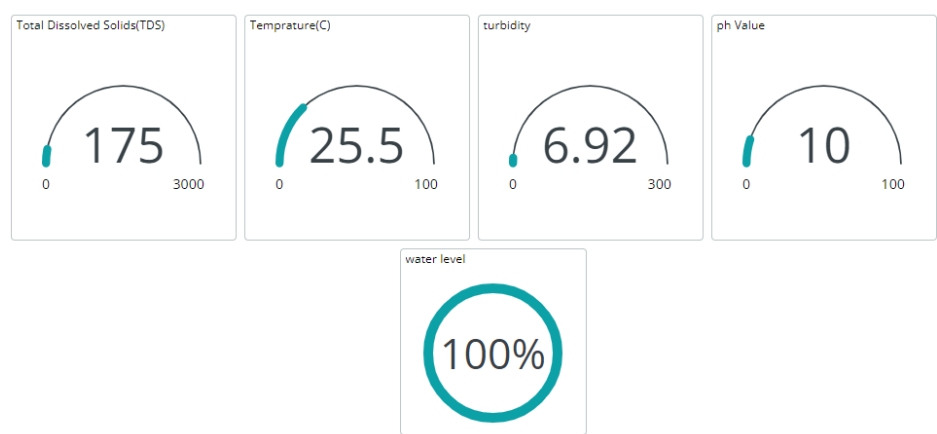 Total Dissolved Solids(TDS)
175
0 3000
Temprature(C)
25.5
0 100
turbidity
6.92
0 300
ph Value
10
0 100
water level
100%